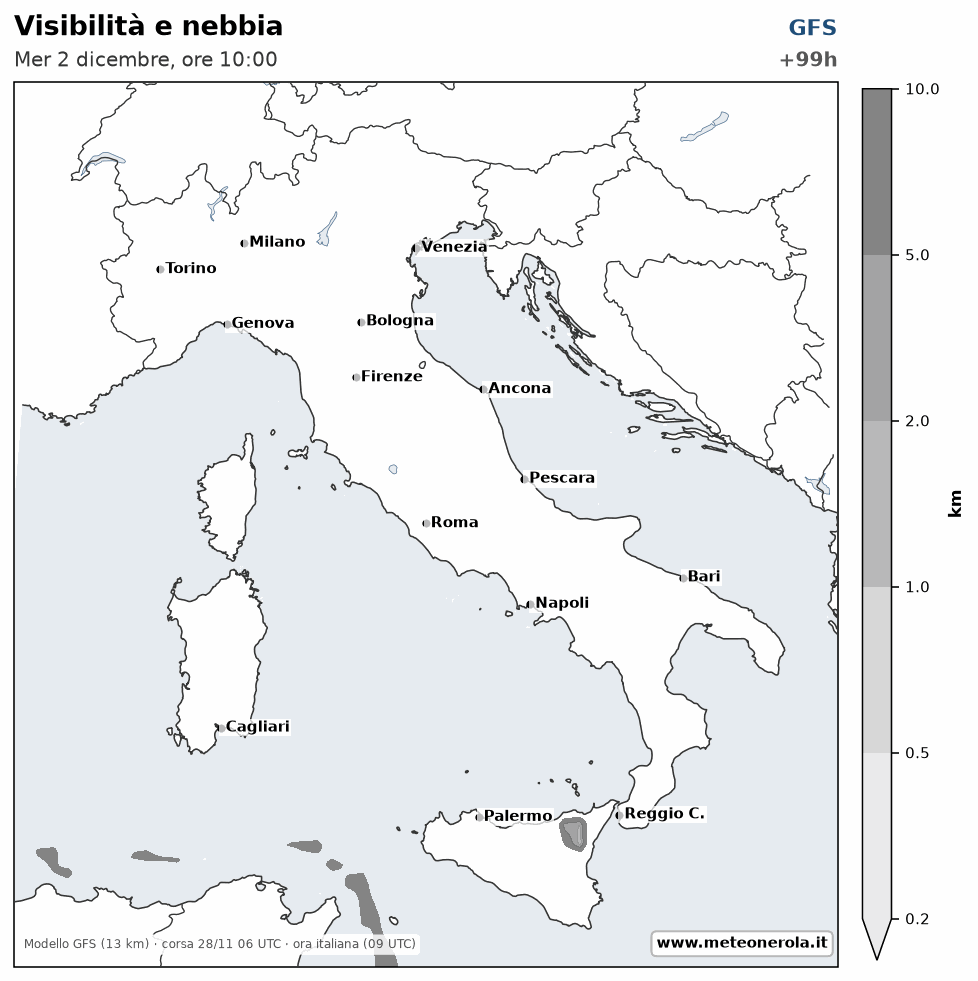 Visibilità e nebbia
GFS
Mer 2 dicembre, ore 10:00
+99h
10.0
5.0
2.0
1.0
0.5
0.2
km
Milano
Venezia
Torino
Genova
Bologna
Firenze
Ancona
Pescara
Roma
Bari
Napoli
Cagliari
Palermo
Reggio C.
Modello GFS (13 km) · corsa 28/11 06 UTC · ora italiana (09 UTC)
www.meteonerola.it